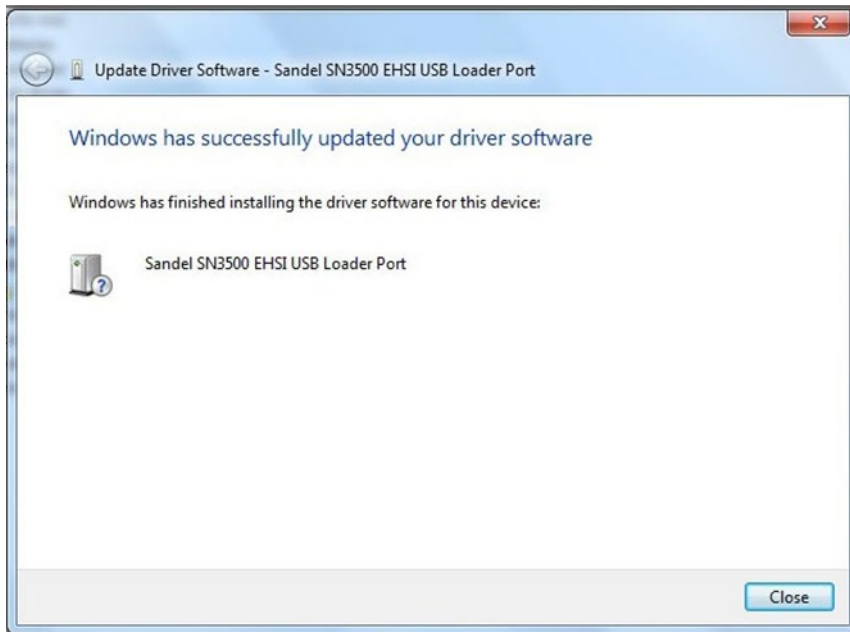 Update Driver Software - Sandel SN3500 EHSI USB Loader Port
Windows has successfully updated your driver software
Windows has finished installing the driver software for this device:
Sandel SN3500 EHSI USB Loader Port
Close